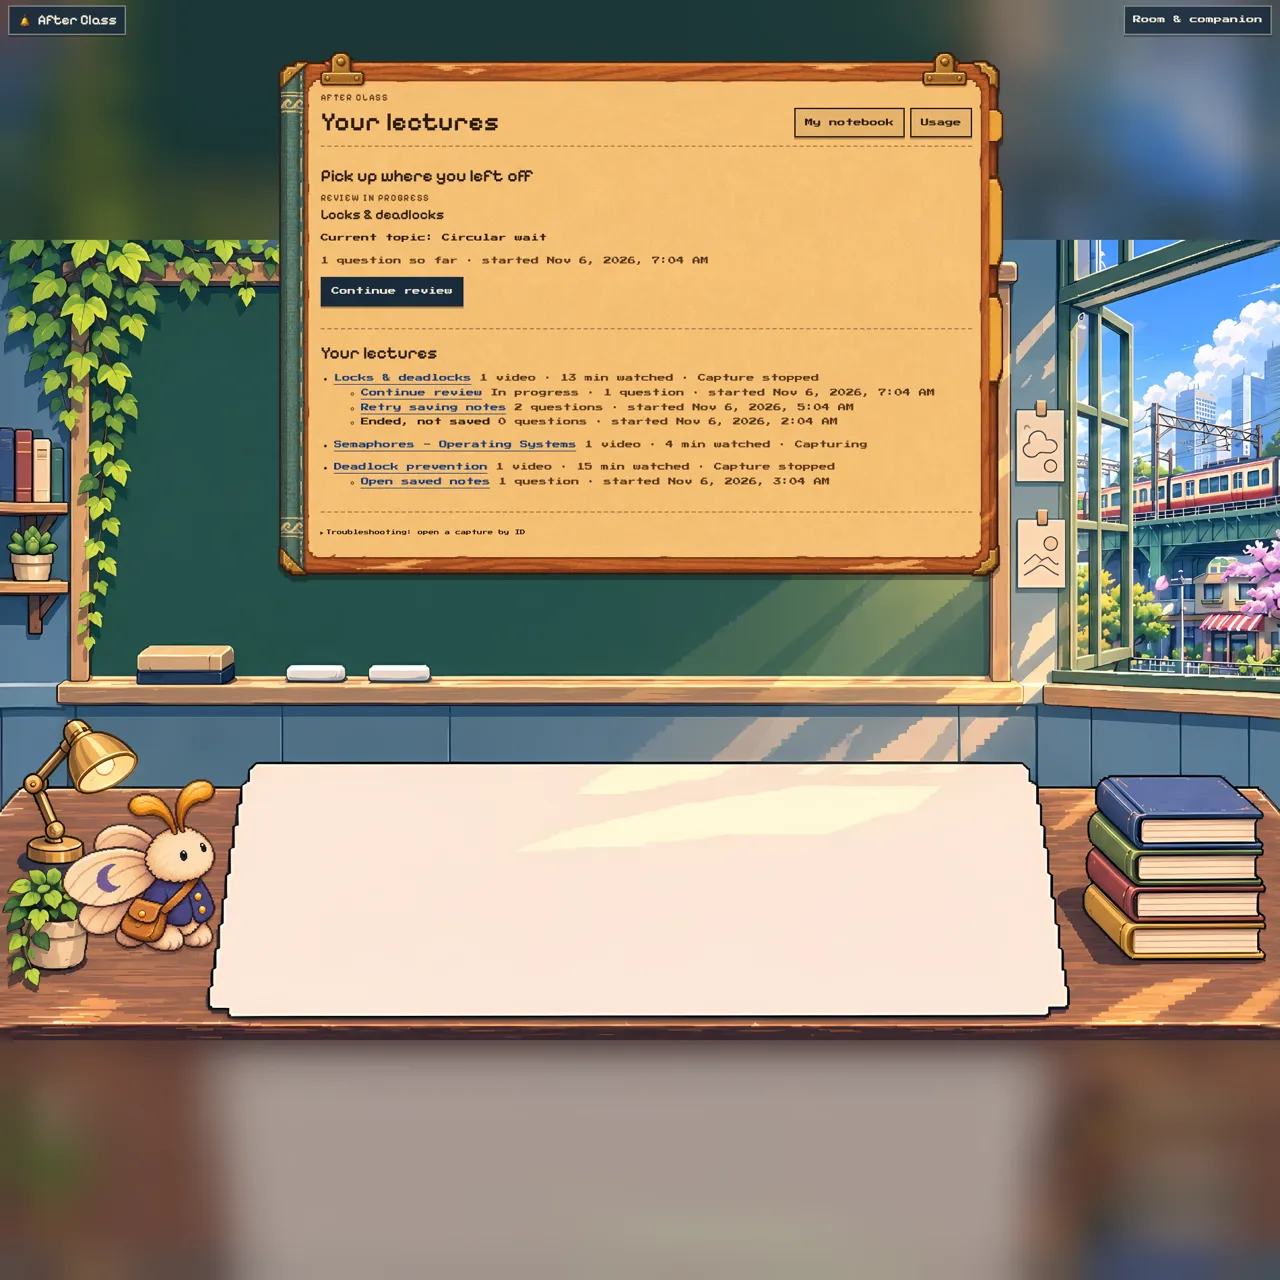 After Class
Room & companion
AFTER CLASS
Your lectures
My notebook
Usage
Pick up where you left off
REVIEW IN PROGRESS
Locks & deadlocks
Current topic: Circular wait
1 question so far · started Nov 6, 2026, 7:04 AM
Continue review
Your lectures
Locks & deadlocks 1 video · 13 min watched · Capture stopped
Continue review In progress · 1 question · started Nov 6, 2026, 7:04 AM
Retry saving notes 2 questions · started Nov 6, 2026, 5:04 AM
Ended, not saved 0 questions · started Nov 6, 2026, 2:04 AM
Semaphores – Operating Systems 1 video · 4 min watched · Capturing
Deadlock prevention 1 video · 15 min watched · Capture stopped
Open saved notes 1 question · started Nov 6, 2026, 3:04 AM
Troubleshooting: open a capture by ID